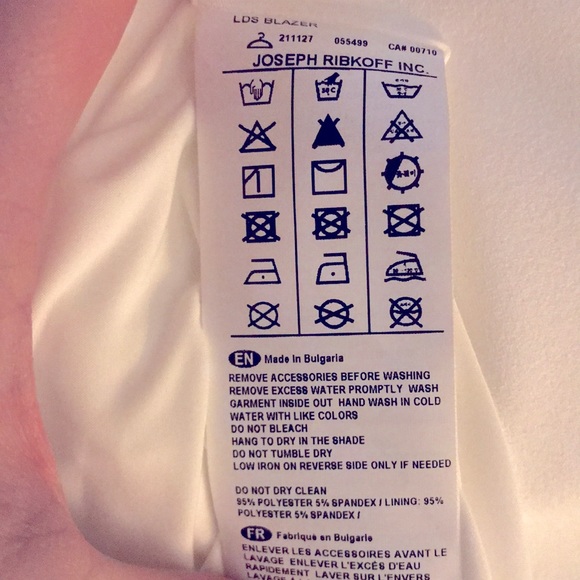 LDS BLAZER
211127 055499 CA# 00710
JOSEPH RIBKOFF INC.
EN Made In Bulgaria
REMOVE ACCESSORIES BEFORE WASHING
REMOVE EXCESS WATER PROMPTLY WASH
GARMENT INSIDE OUT HAND WASH IN COLD
WATER WITH LIKE COLORS
DO NOT BLEACH
HANG TO DRY IN THE SHADE
DO NOT TUMBLE DRY
LOW IRON ON REVERSE SIDE ONLY IF NEEDED
DO NOT DRY CLEAN
95% POLYESTER 5% SPANDEX / LINING: 95%
POLYESTER 5% SPANDEX /
FR Fabriqué en Bulgarie
ENLEVER LES ACCESSOIRES AVANT LE
LAVAGE ENLEVER L'EXCÉS D'EAU
RAPIDEMENT LAVER SUR L'ENVERS